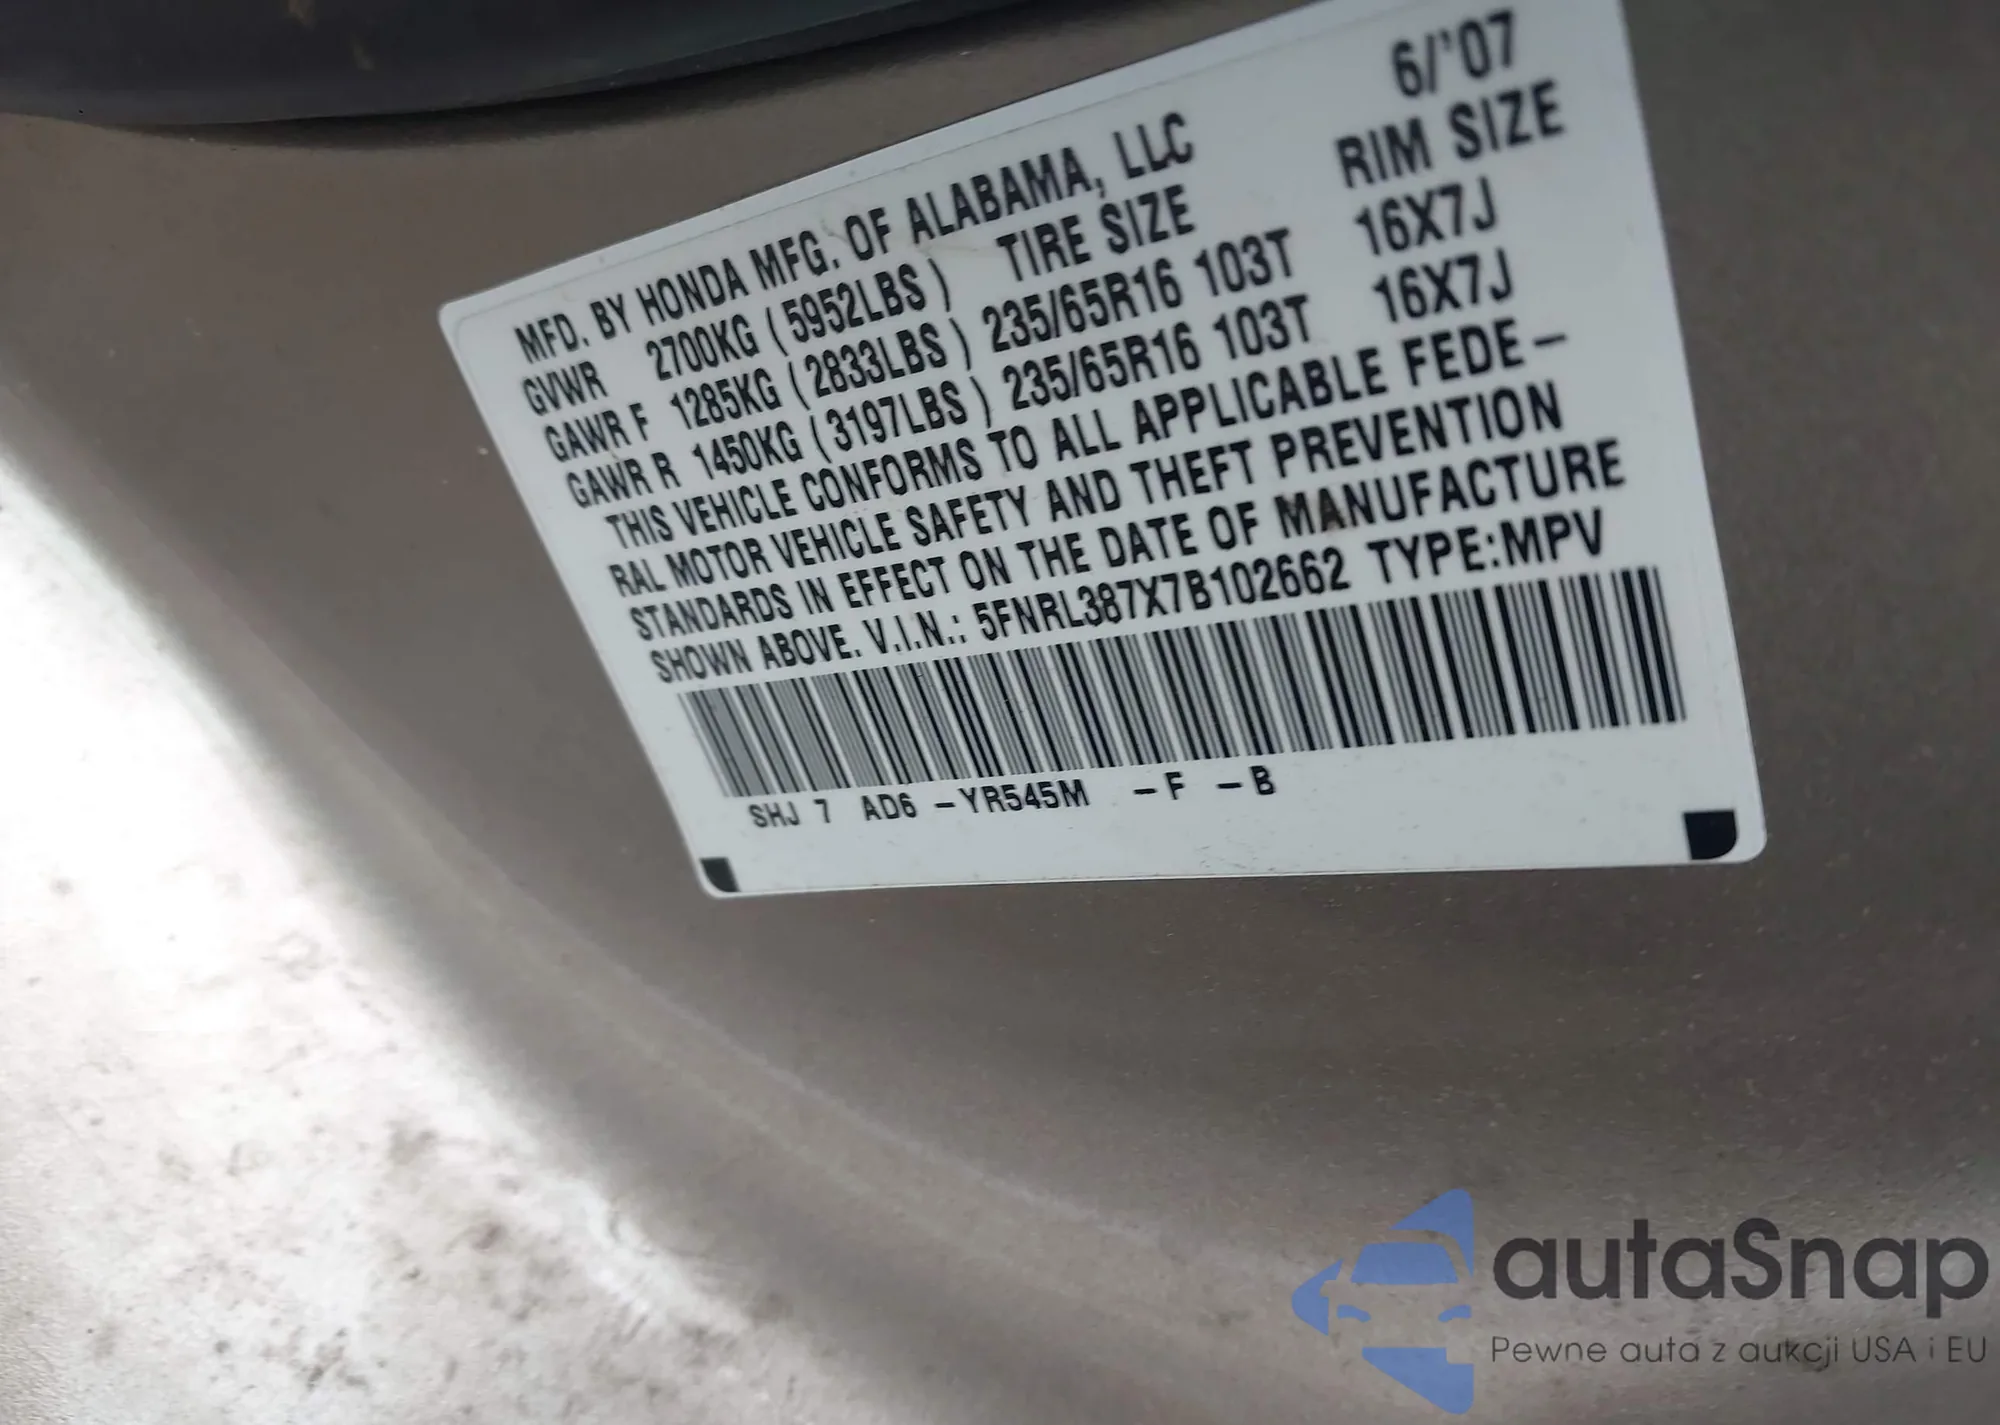 6/'07
MFD. BY HONDA MFG. OF ALABAMA, LLC
GVWR 2700KG (5952LBS) TIRE SIZE RIM SIZE
GAWR F 1285KG (2833LBS) 235/65R16 103T 16X7J
GAWR R 1450KG (3197LBS) 235/65R16 103T 16X7J
THIS VEHICLE CONFORMS TO ALL APPLICABLE FEDE-
RAL MOTOR VEHICLE SAFETY AND THEFT PREVENTION
STANDARDS IN EFFECT ON THE DATE OF MANUFACTURE
SHOWN ABOVE. V.I.N.: 5FNRL387X7B102662 TYPE:MPV
SHJ 7 AD6 -YR545M -F -B
autaSnap
Pewne auta z aukcji USA i EU